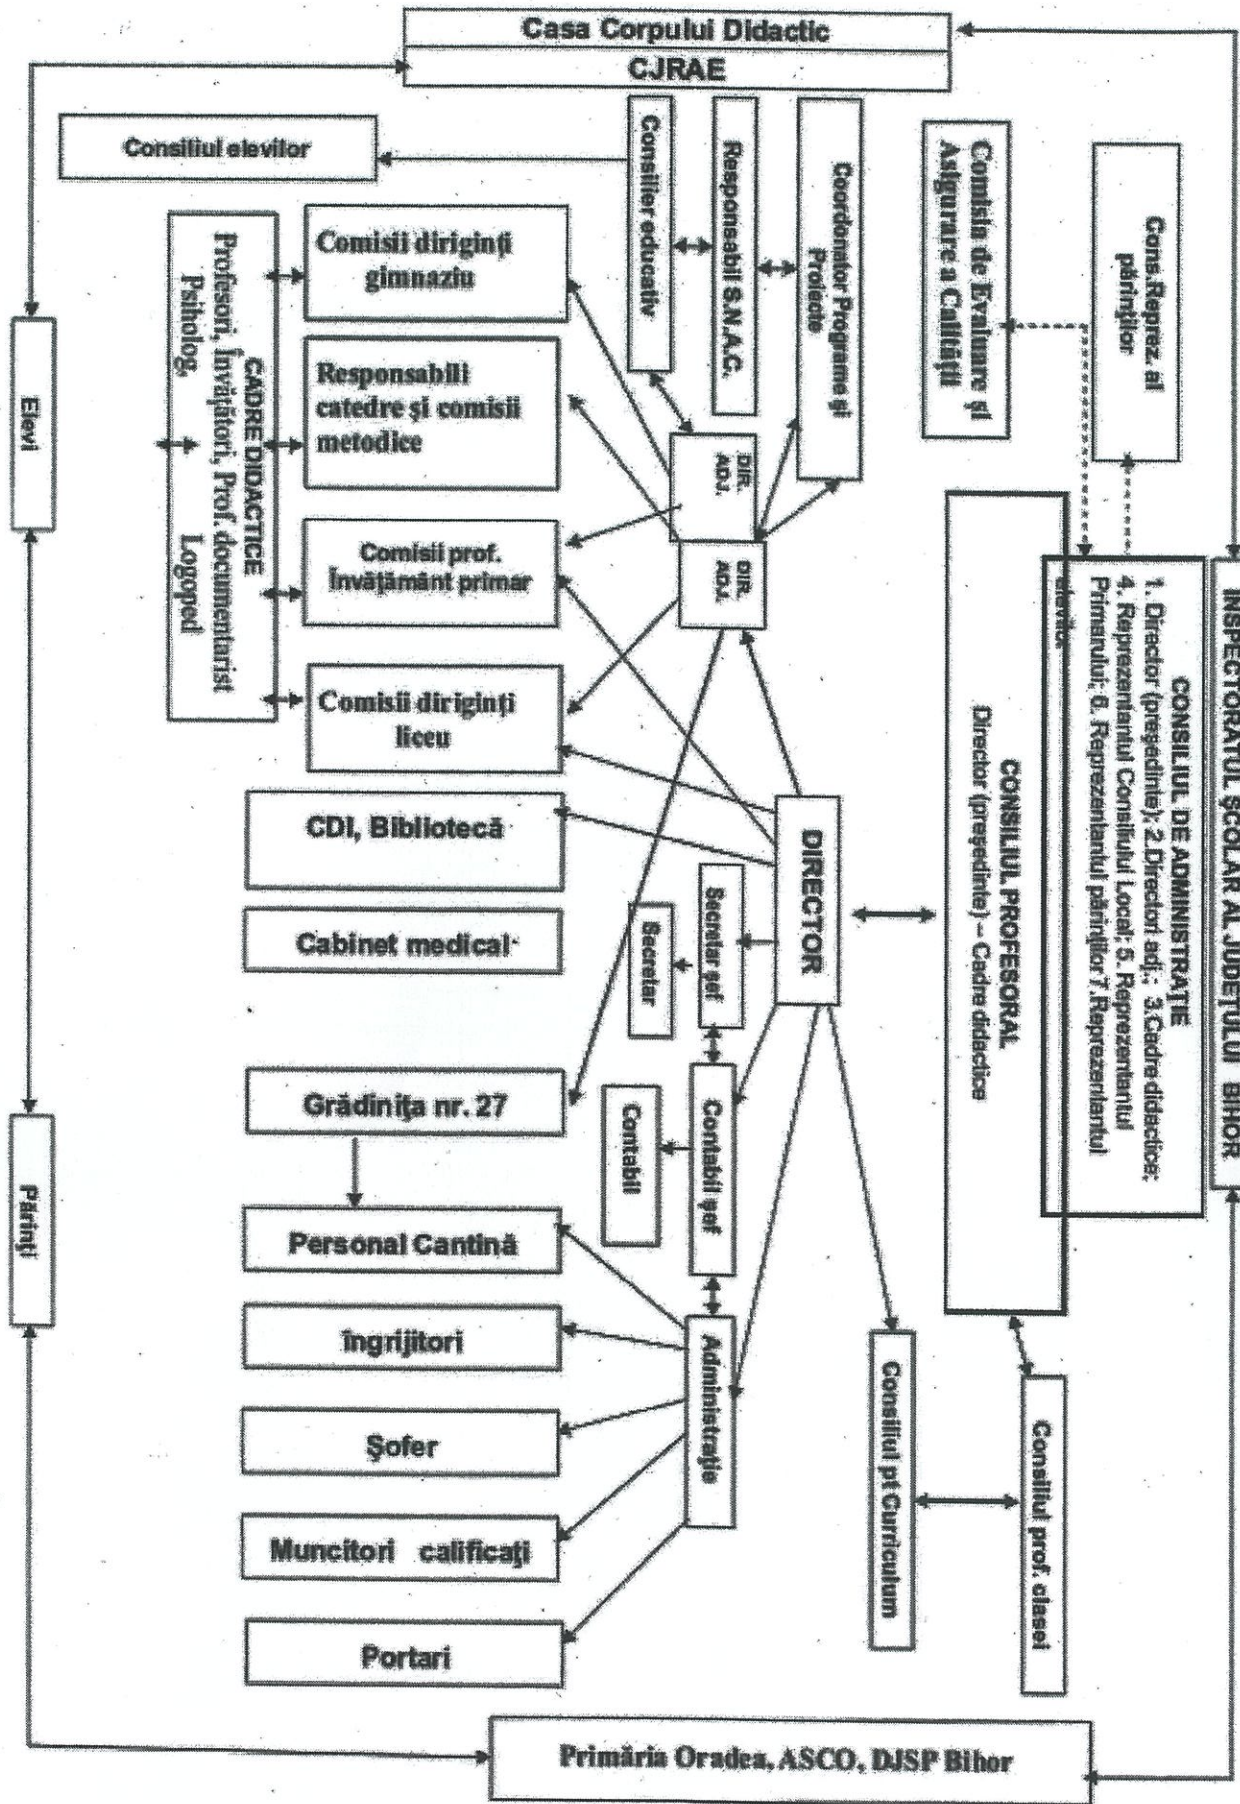 INSPECTORATUL ŞCOLAR AL JUDEŢULUI BIHOR
CONSILIUL DE ADMINISTRAŢIE
1. Director (preşedinte); 2.Directori adj.; 3.Cadre didactice;
4. Reprezentantul Consiliului Local; 5. Reprezentantul
Primarului; 6. Reprezentantul părinţilor 7.Reprezentantul
elevilor
CONSILIUL PROFESORAL
Director (preşedinte) – Cadre didactice
Casa Corpului Didactic
CJRAE
Cons.Reprez. al
părinţilor
Comisia de Evaluare şi
Asigurare a Calităţii
Consiliul prof. clasei
Consiliul pt Curriculum
Coordonator Programe şi
Proiecte
Responsabil S.N.A.C.
Consilier educativ
Consiliul elevilor
DIRECTOR
DIR.
ADJ.
DIR.
ADJ.
Secretar şef
Secretar
Contabil şef
Contabil
Administraţie
Comisii diriginţi
gimnaziu
Responsabili
catedre şi comisii
metodice
Comisii prof.
Învăţământ primar
Comisii diriginţi
liceu
CDI, Bibliotecă
Cabinet medical
Grădiniţa nr. 27
Personal Cantină
îngrijitori
Şofer
Muncitori calificaţi
Portari
CADRE DIDACTICE
Profesori, Învăţători, Prof. documentarist
Psiholog, Logoped
Elevi
Părinţi
Primăria Oradea, ASCO, DJSP Bihor